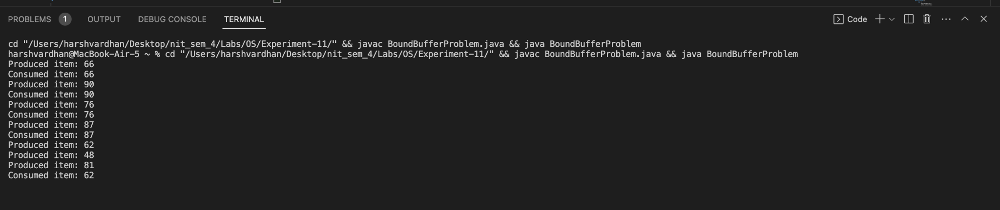 PROBLEMS 1 OUTPUT DEBUG CONSOLE TERMINAL Code
cd "/Users/harshvardhan/Desktop/nit_sem_4/Labs/OS/Experiment-11/" && javac BoundBufferProblem.java && java BoundBufferProblem
harshvardhan@MacBook-Air-5 ~ % cd "/Users/harshvardhan/Desktop/nit_sem_4/Labs/OS/Experiment-11/" && javac BoundBufferProblem.java && java BoundBufferProblem
Produced item: 66
Consumed item: 66
Produced item: 90
Consumed item: 90
Produced item: 76
Consumed item: 76
Produced item: 87
Consumed item: 87
Produced item: 62
Produced item: 48
Produced item: 81
Consumed item: 62